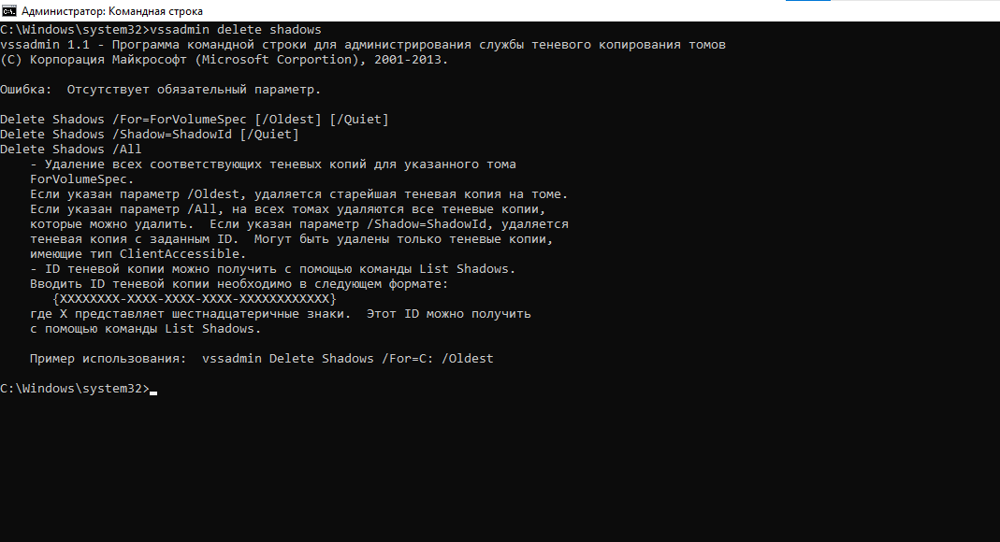 Администратор: Командная строка
C:\Windows\system32>vssadmin delete shadows
vssadmin 1.1 - Программа командной строки для администрирования службы теневого копирования томов
(C) Корпорация Майкрософт (Microsoft Corportion), 2001-2013.
Ошибка:  Отсутствует обязательный параметр.
Delete Shadows /For=ForVolumeSpec [/Oldest] [/Quiet]
Delete Shadows /Shadow=ShadowId [/Quiet]
Delete Shadows /All
- Удаление всех соответствующих теневых копий для указанного тома
ForVolumeSpec.
Если указан параметр /Oldest, удаляется старейшая теневая копия на томе.
Если указан параметр /All, на всех томах удаляются все теневые копии,
которые можно удалить.  Если указан параметр /Shadow=ShadowId, удаляется
теневая копия с заданным ID.  Могут быть удалены только теневые копии,
имеющие тип ClientAccessible.
- ID теневой копии можно получить с помощью команды List Shadows.
Вводить ID теневой копии необходимо в следующем формате:
{XXXXXXXX-XXXX-XXXX-XXXX-XXXXXXXXXXXX}
где X представляет шестнадцатеричные знаки.  Этот ID можно получить
с помощью команды List Shadows.
Пример использования:  vssadmin Delete Shadows /For=C: /Oldest
C:\Windows\system32>